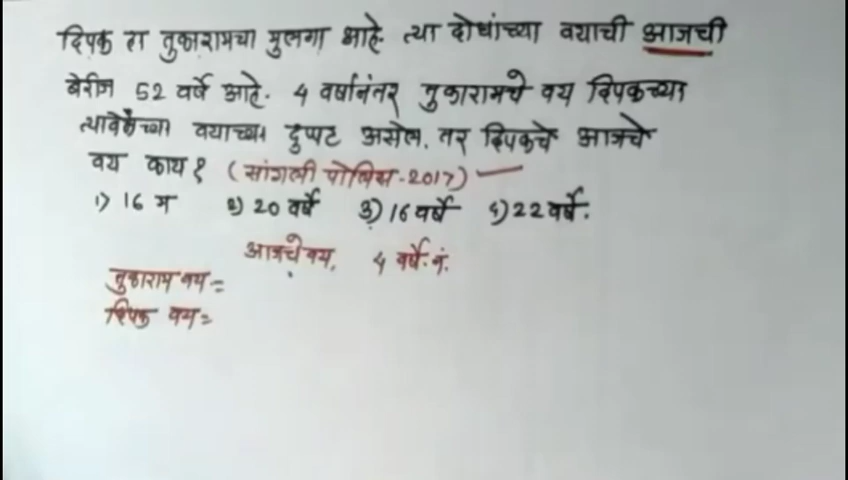 दिपक हा तुकारामचा मुलगा आहे. त्या दोघांच्या वयाची आजची
बेरीज 52 वर्षे आहे. 4 वर्षानंतर तुकारामचे वय दिपकच्या
त्यावेळेच्या वयाच्या दुप्पट असेल. तर दिपकचे आजचे
वय काय? (सांगली पोलिस-2017)
1) 16 म 2) 20 वर्षे 3) 16 वर्षे 4) 22 वर्षे.
आजचे वय, 4 वर्षे.नं.
तुकाराम वय =
दिपक वय =